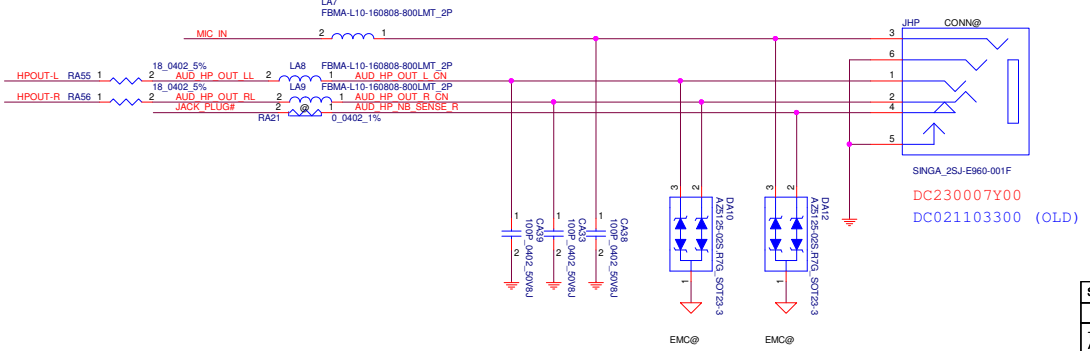 LA7
FBMA-L10-160808-800LMT_2P
MIC_IN 2 1
JHP CONN@
3
6
18_0402_5% LA8 FBMA-L10-160808-800LMT_2P
HPOUT-L RA55 1 2 AUD_HP_OUT_LL 2 1 AUD_HP_OUT_L_CN 1
18_0402_5% LA9 FBMA-L10-160808-800LMT_2P
HPOUT-R RA56 1 2 AUD_HP_OUT_RL 2 1 AUD_HP_OUT_R_CN 2
JACK_PLUG# 2 @ 1 AUD_HP_NB_SENSE_R 4
RA21 0_0402_1%
5
SINGA_2SJ-E960-001F
DC230007Y00
DC021103300 (OLD)
3 2
DA10
AZ5125-02S.R7G_SOT23-3
1
3 2
DA12
AZ5125-02S.R7G_SOT23-3
1
1
CA39
100P_0402_50V8J
2
1
CA33
100P_0402_50V8J
2
1
CA38
100P_0402_50V8J
2
EMC@ EMC@